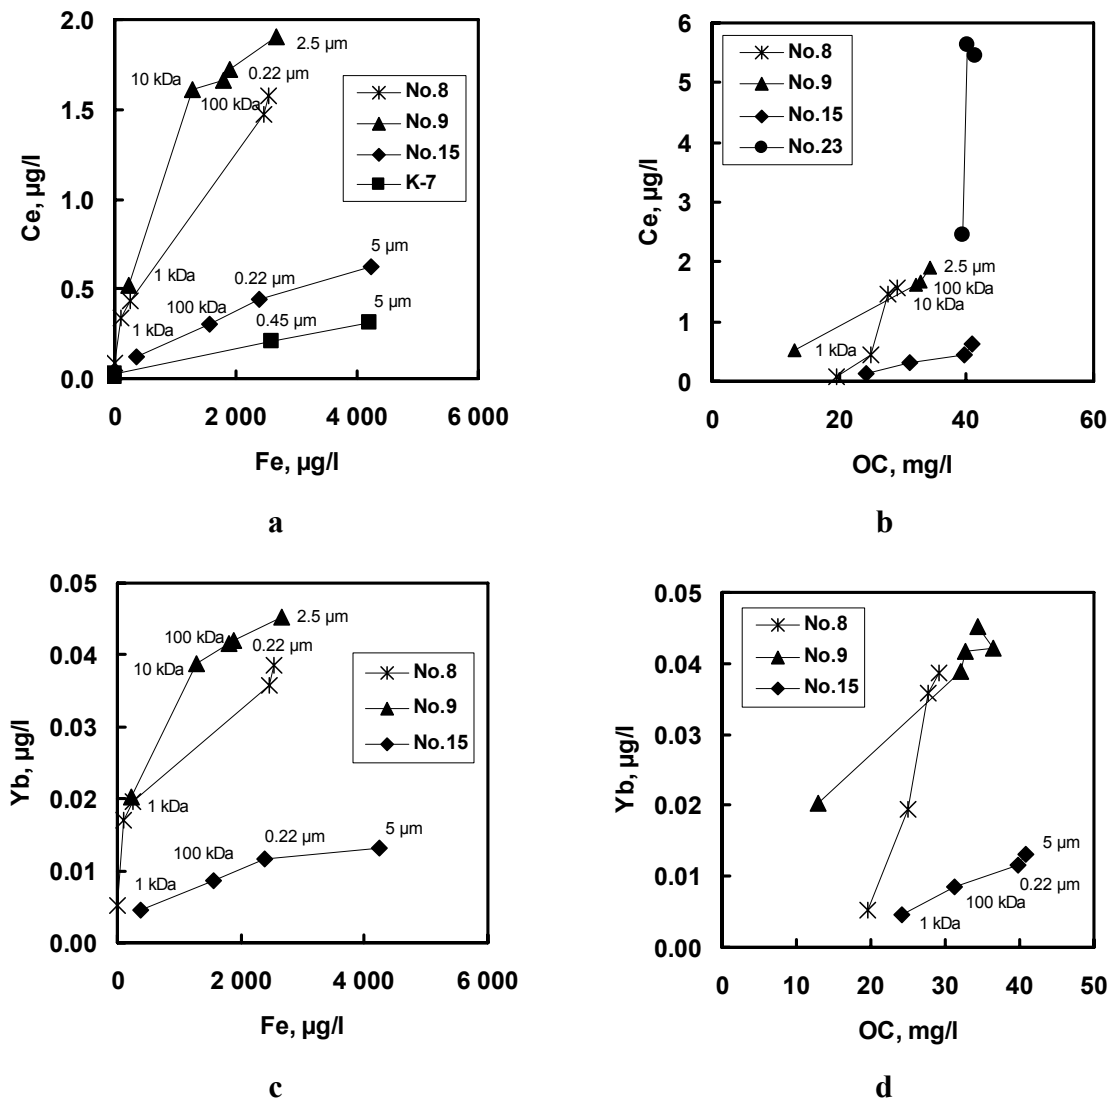 2.0
1.5
1.0
0.5
0.0
Ce, µg/l
2.5 µm
10 kDa
0.22 µm
100 kDa
1 kDa
1 kDa
5 µm
0.22 µm
100 kDa
0.45 µm
5 µm
No.8
No.9
No.15
K-7
0 2 000 4 000 6 000
Fe, µg/l
a
6
5
4
3
2
1
0
Ce, µg/l
No.8
No.9
No.15
No.23
2.5 µm
100 kDa
10 kDa
1 kDa
0 20 40 60
OC, mg/l
b
0.05
0.04
0.03
0.02
0.01
0.00
Yb, µg/l
2.5 µm
100 kDa
0.22 µm
10 kDa
1 kDa
5 µm
0.22 µm
100 kDa
1 kDa
No.8
No.9
No.15
0 2 000 4 000 6 000
Fe, µg/l
c
0.05
0.04
0.03
0.02
0.01
0.00
Yb, µg/l
No.8
No.9
No.15
5 µm
0.22 µm
100 kDa
1 kDa
0 10 20 30 40 50
OC, mg/l
d